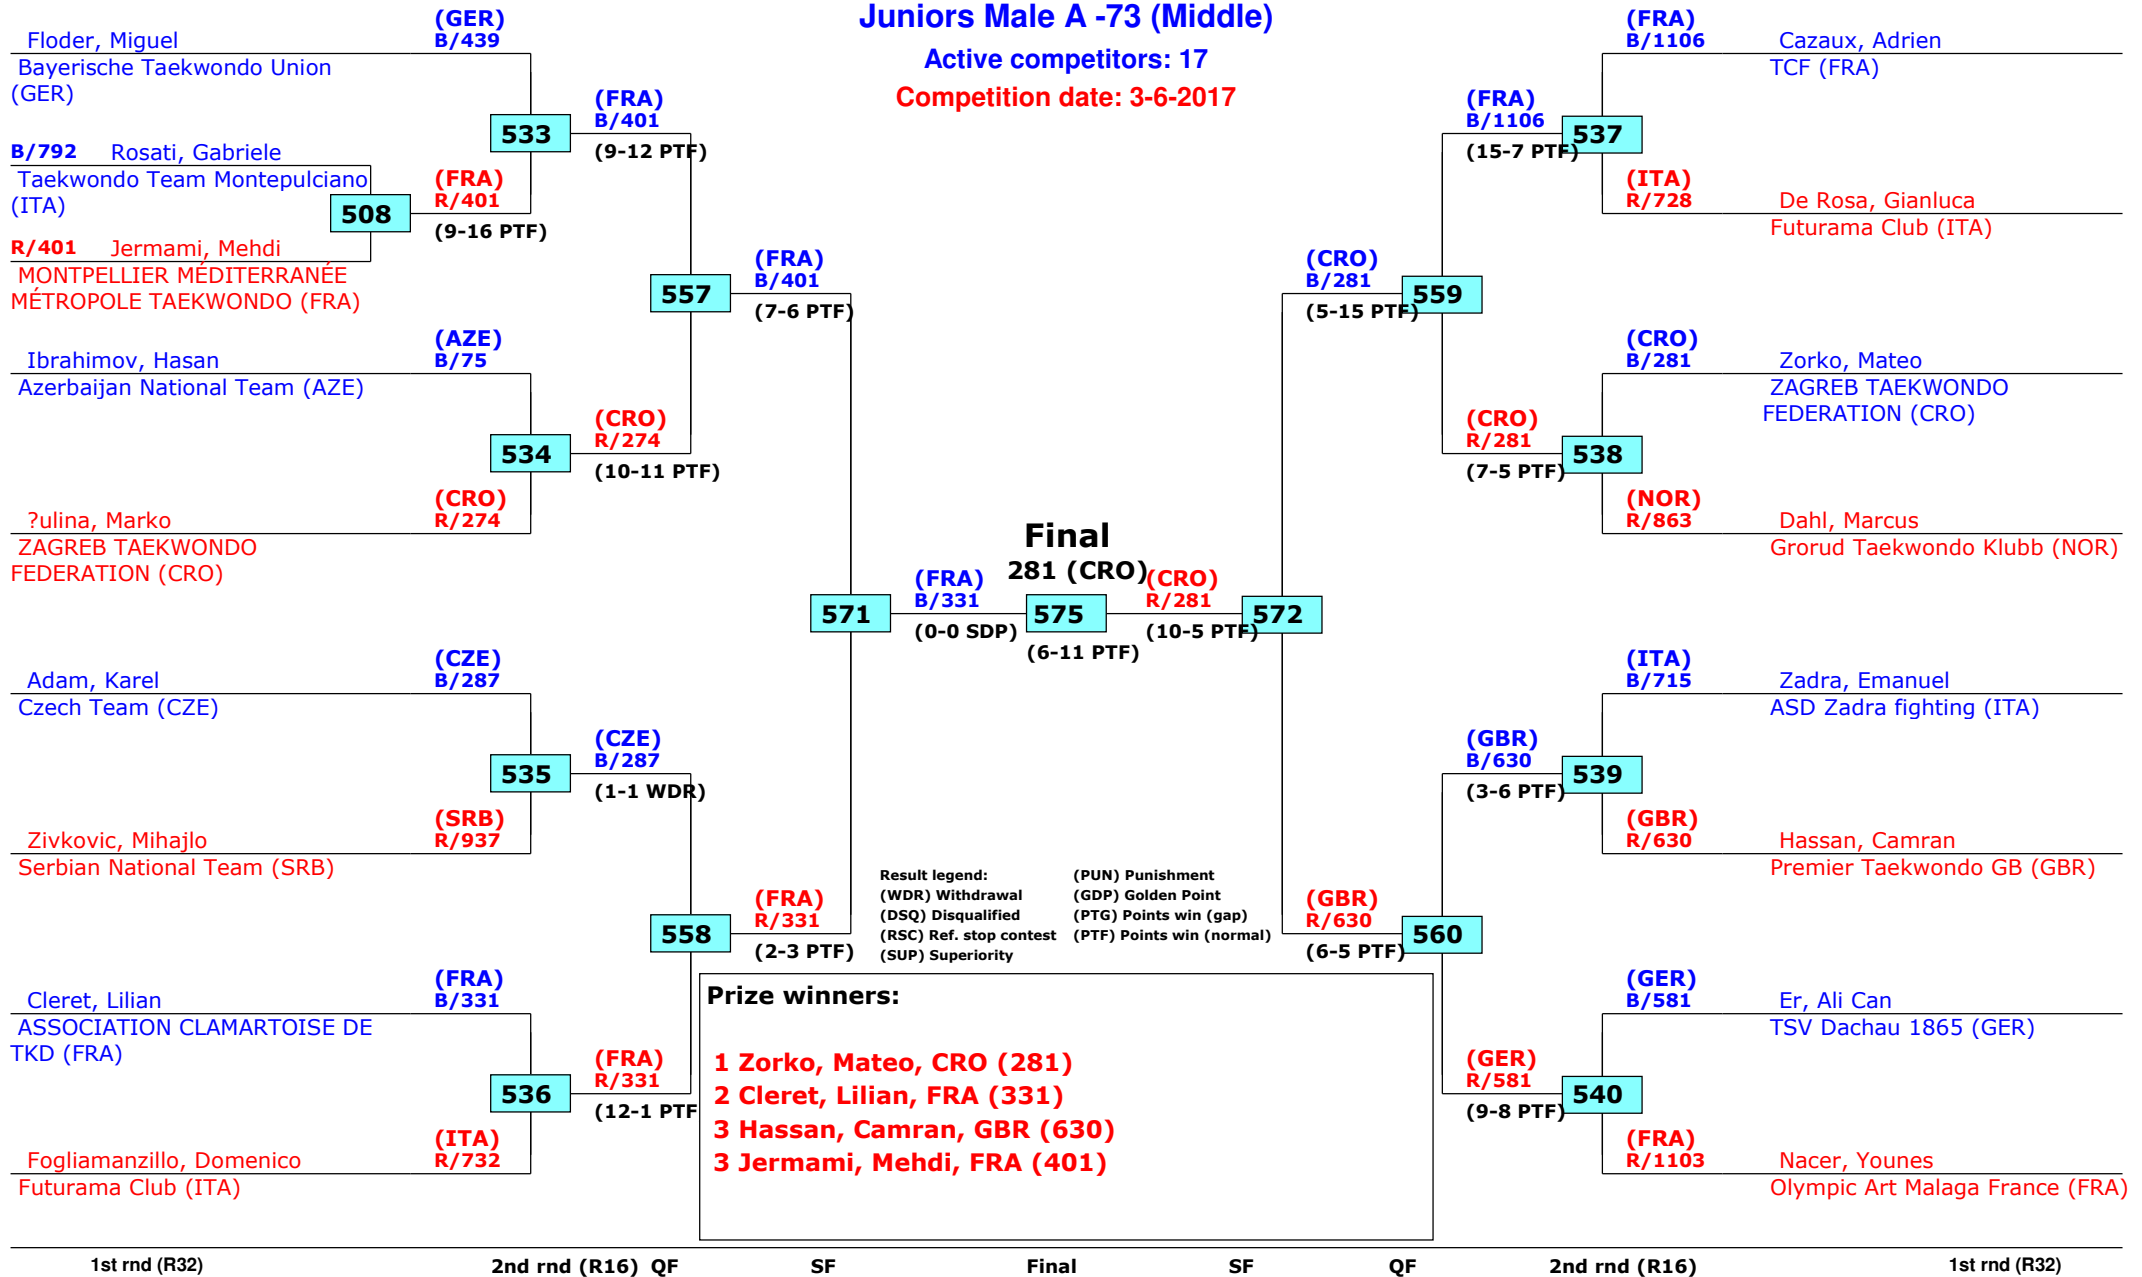 Juniors Male A -73 (Middle)
Active competitors: 17
Competition date: 3-6-2017
(GER)
Floder, Miguel B/439
Bayerische Taekwondo Union
(GER)
533
(FRA)
B/401
(9-12 PTF)
B/792 Rosati, Gabriele
Taekwondo Team Montepulciano
(ITA)
508
(FRA)
R/401
(9-16 PTF)
R/401 Jermami, Mehdi
MONTPELLIER MÉDITERRANÉE
MÉTROPOLE TAEKWONDO (FRA)
557
(FRA)
B/401
(7-6 PTF)
(AZE)
Ibrahimov, Hasan B/75
Azerbaijan National Team (AZE)
534
(CRO)
R/274
(10-11 PTF)
(CRO)
?ulina, Marko R/274
ZAGREB TAEKWONDO
FEDERATION (CRO)
571
(FRA)
B/331
(0-0 SDP)
Final
281 (CRO)
575
(6-11 PTF)
(CRO)
R/281
(10-5 PTF)
572
(CZE)
Adam, Karel B/287
Czech Team (CZE)
535
(CZE)
B/287
(1-1 WDR)
(SRB)
Zivkovic, Mihajlo R/937
Serbian National Team (SRB)
558
(FRA)
R/331
(2-3 PTF)
(FRA)
Cleret, Lilian B/331
ASSOCIATION CLAMARTOISE DE
TKD (FRA)
536
(FRA)
R/331
(12-1 PTF
(ITA)
Fogliamanzillo, Domenico R/732
Futurama Club (ITA)
(FRA)
B/1106 Cazaux, Adrien
TCF (FRA)
(FRA)
B/1106
(15-7 PTF)
537
(ITA)
R/728 De Rosa, Gianluca
Futurama Club (ITA)
(CRO)
B/281
(5-15 PTF)
559
(CRO)
B/281 Zorko, Mateo
ZAGREB TAEKWONDO
FEDERATION (CRO)
(CRO)
R/281
(7-5 PTF)
538
(NOR)
R/863 Dahl, Marcus
Grorud Taekwondo Klubb (NOR)
(ITA)
B/715 Zadra, Emanuel
ASD Zadra fighting (ITA)
(GBR)
B/630
(3-6 PTF)
539
(GBR)
R/630 Hassan, Camran
Premier Taekwondo GB (GBR)
(GBR)
R/630
(6-5 PTF)
560
(GER)
B/581 Er, Ali Can
TSV Dachau 1865 (GER)
(GER)
R/581
(9-8 PTF)
540
(FRA)
R/1103 Nacer, Younes
Olympic Art Malaga France (FRA)
Result legend: (PUN) Punishment
(WDR) Withdrawal (GDP) Golden Point
(DSQ) Disqualified (PTG) Points win (gap)
(RSC) Ref. stop contest (PTF) Points win (normal)
(SUP) Superiority
Prize winners:
1 Zorko, Mateo, CRO (281)
2 Cleret, Lilian, FRA (331)
3 Hassan, Camran, GBR (630)
3 Jermami, Mehdi, FRA (401)
1st rnd (R32) 2nd rnd (R16) QF SF Final SF QF 2nd rnd (R16) 1st rnd (R32)